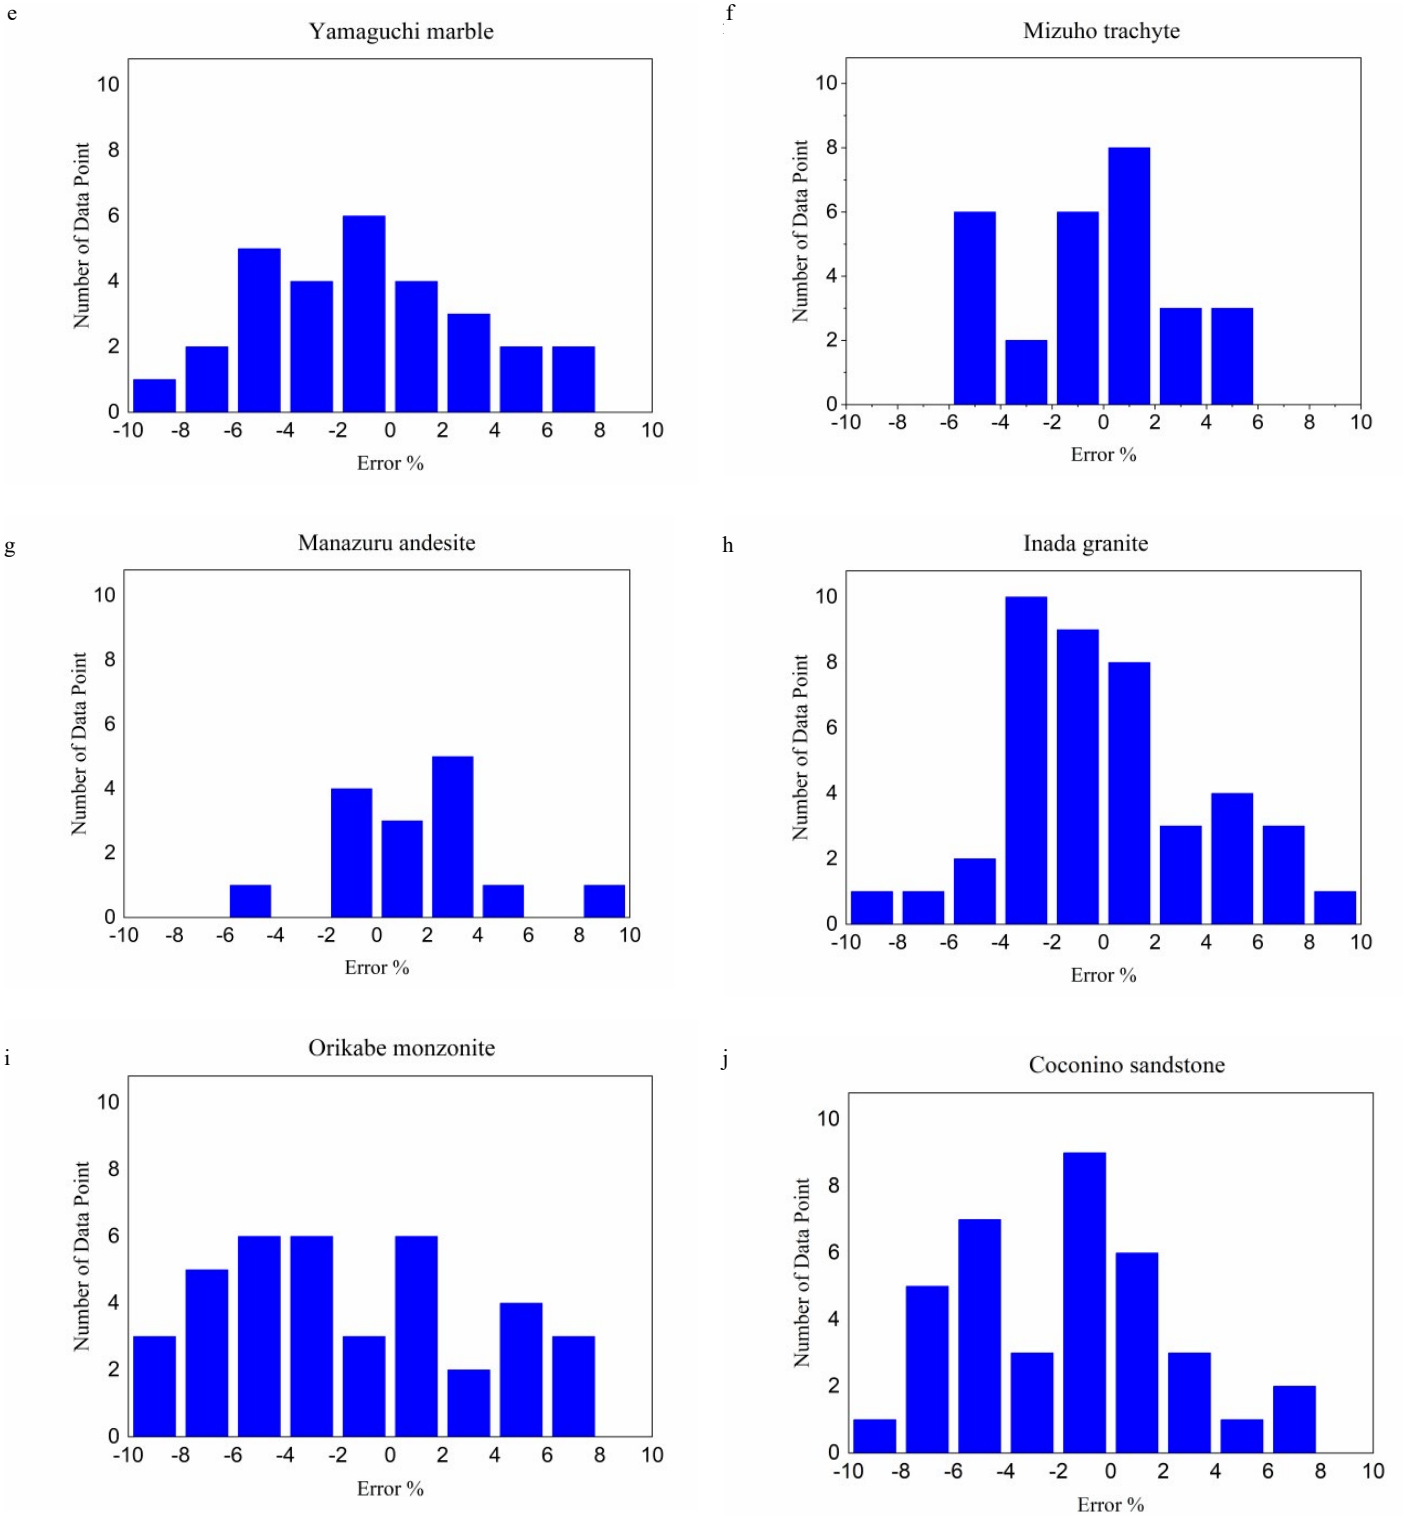 e
Yamaguchi marble
10
8
6
4
2
0
Number of Data Point
-10 -8 -6 -4 -2 0 2 4 6 8 10
Error %
f
Mizuho trachyte
10
8
6
4
2
0
Number of Data Point
-10 -8 -6 -4 -2 0 2 4 6 8 10
Error %
g
Manazuru andesite
10
8
6
4
2
0
Number of Data Point
-10 -8 -6 -4 -2 0 2 4 6 8 10
Error %
h
Inada granite
10
8
6
4
2
0
Number of Data Point
-10 -8 -6 -4 -2 0 2 4 6 8 10
Error %
i
Orikabe monzonite
10
8
6
4
2
0
Number of Data Point
-10 -8 -6 -4 -2 0 2 4 6 8 10
Error %
j
Coconino sandstone
10
8
6
4
2
0
Number of Data Point
-10 -8 -6 -4 -2 0 2 4 6 8 10
Error %